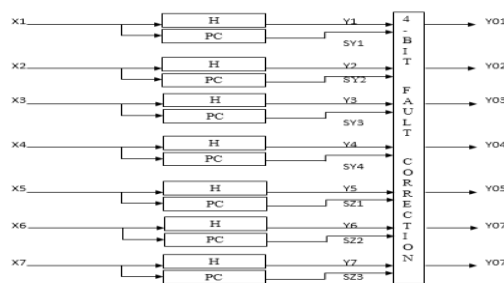 X1 H Y1 YO1
PC SY1
X2 H Y2 YO2
PC SY2
X3 H Y3 YO3
PC SY3
X4 H Y4 YO4
PC SY4
X5 H Y5 YO5
PC SZ1
X6 H Y6 YO7
PC SZ2
X7 H Y7 YO7
PC SZ3
4-BIT FAULT CORRECTION